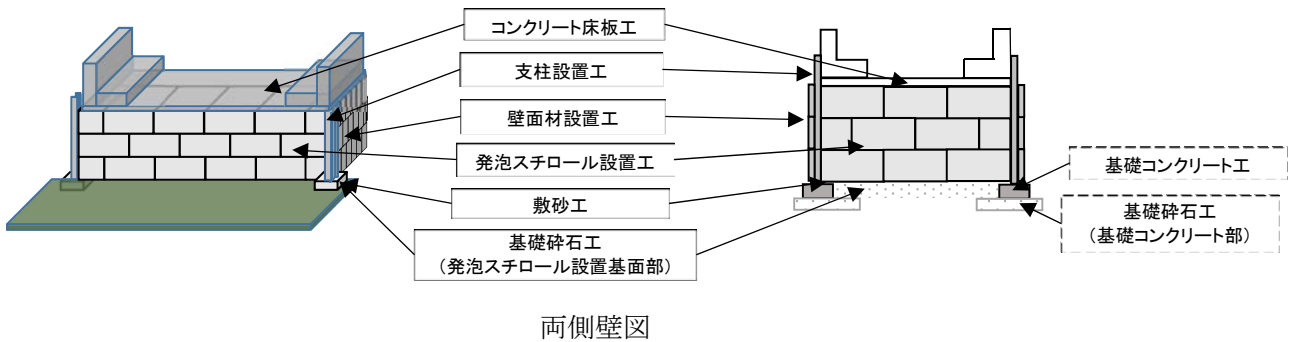 コンクリート床板工
支柱設置工
壁面材設置工
発泡スチロール設置工
敷砂工
基礎砕石工
（発泡スチロール設置基面部）
基礎コンクリート工
基礎砕石工
（基礎コンクリート部）
両側壁図